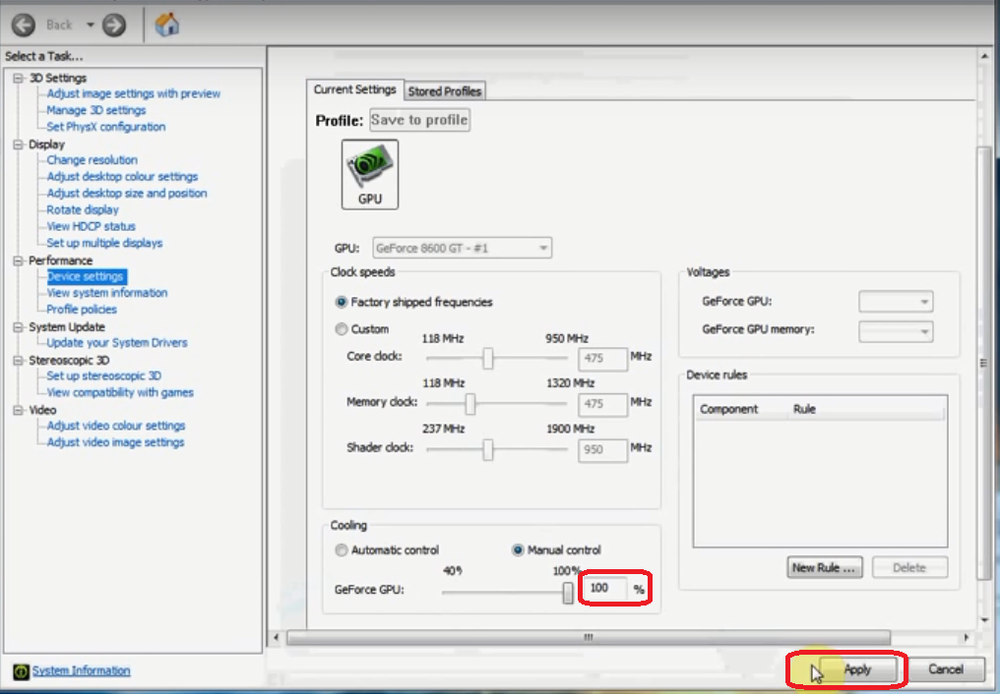 Back
Select a Task...
3D Settings
Adjust image settings with preview
Manage 3D settings
Set PhysX configuration
Display
Change resolution
Adjust desktop colour settings
Adjust desktop size and position
Rotate display
View HDCP status
Set up multiple displays
Performance
Device settings
View system information
Profile policies
System Update
Update your System Drivers
Stereoscopic 3D
Set up stereoscopic 3D
View compatibility with games
Video
Adjust video colour settings
Adjust video image settings
System Information
Current Settings Stored Profiles
Profile: Save to profile
GPU
GPU: GeForce 8600 GT - #1
Clock speeds
Factory shipped frequencies
Custom
118 MHz 950 MHz
Core clock: 475 MHz
118 MHz 1320 MHz
Memory clock: 475 MHz
237 MHz 1900 MHz
Shader clock: 950 MHz
Cooling
Automatic control Manual control
40% 100%
GeForce GPU: 100 %
Voltages
GeForce GPU:
GeForce GPU memory:
Device rules
Component Rule
New Rule ... Delete
Apply Cancel